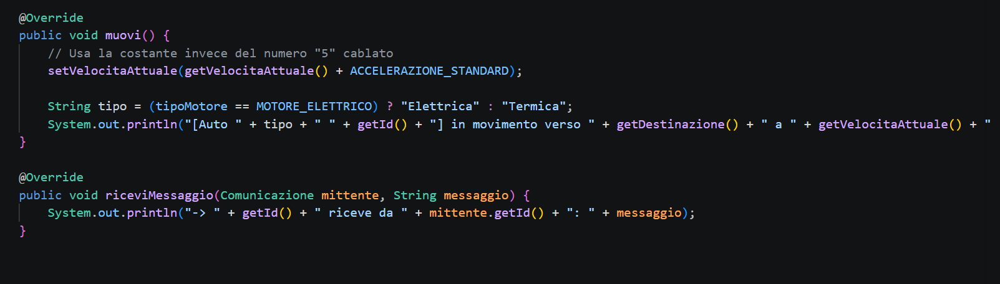 @Override
public void muovi() {
    // Usa la costante invece del numero "5" cablato
    setVelocitaAttuale(getVelocitaAttuale() + ACCELERAZIONE_STANDARD);
    String tipo = (tipoMotore == MOTORE_ELETTRICO) ? "Elettrica" : "Termica";
    System.out.println("[Auto " + tipo + " " + getId() + "] in movimento verso " + getDestinazione() + " a " + getVelocitaAttuale() + "
}
@Override
public void riceviMessaggio(Comunicazione mittente, String messaggio) {
    System.out.println("-> " + getId() + " riceve da " + mittente.getId() + ": " + messaggio);
}